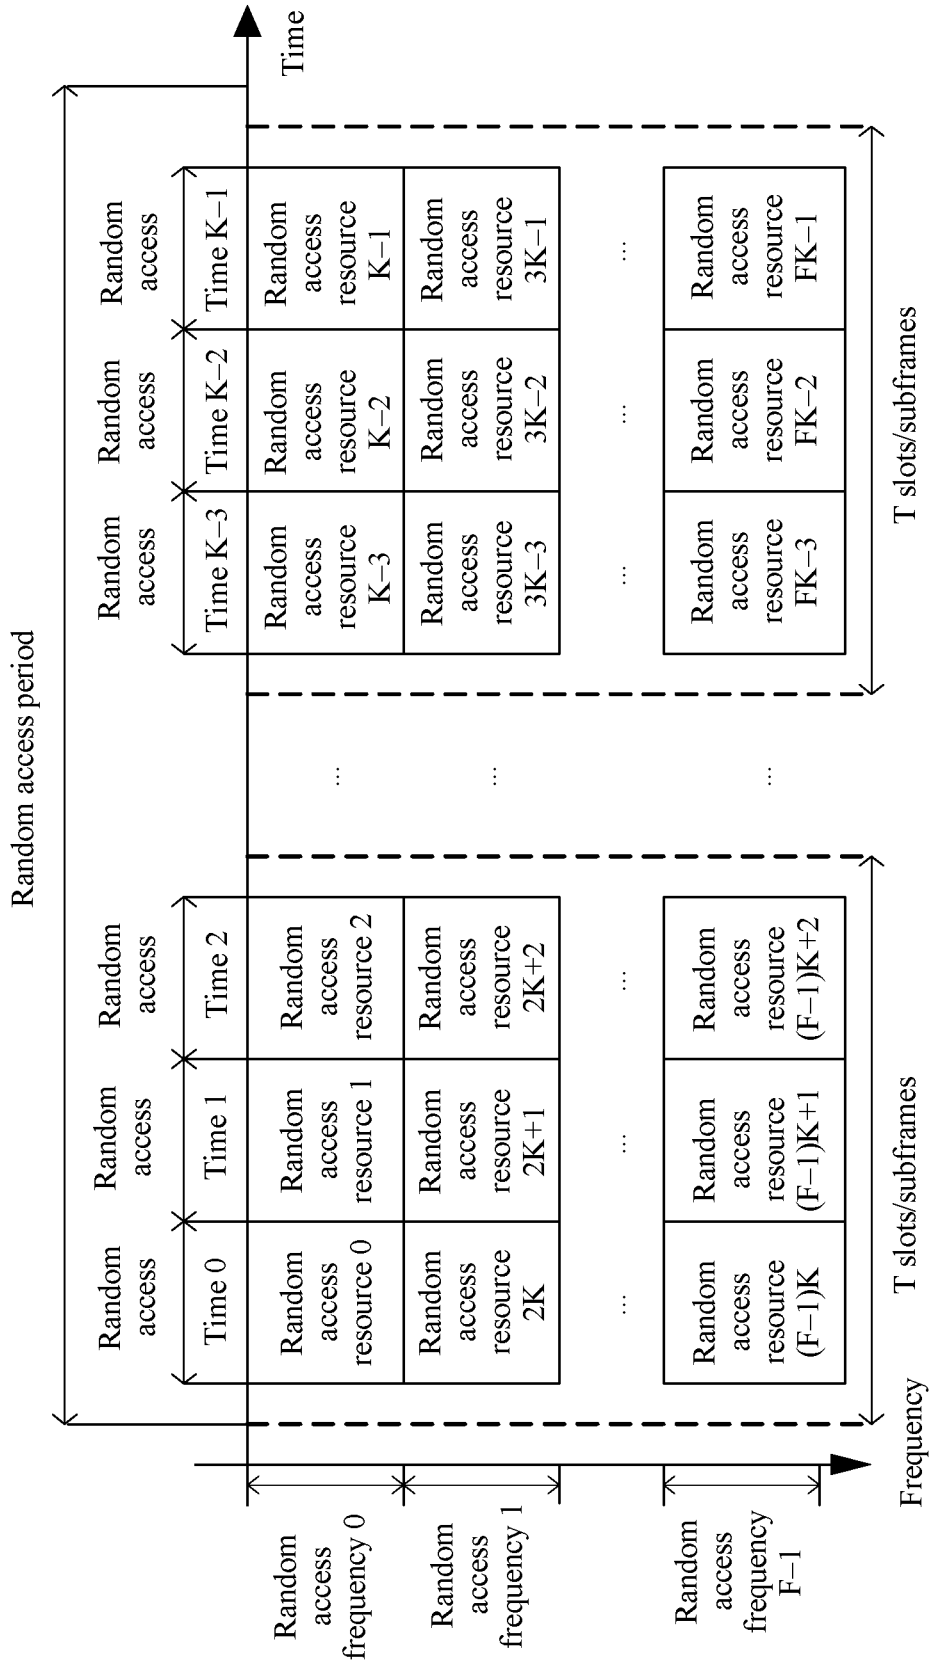 Random access period
Random
access
Random
access
Random
access
Random
access
Random
access
Random
access
Time 0
Time 1
Time 2
Time K–3
Time K–2
Time K–1
Time
Random
access
frequency 0
Random
access
resource 0
Random
access
resource 1
Random
access
resource 2
...
Random
access
resource
K–3
Random
access
resource
K–2
Random
access
resource
K–1
Random
access
frequency 1
Random
access
resource
2K
Random
access
resource
2K+1
Random
access
resource
2K+2
...
Random
access
resource
3K–3
Random
access
resource
3K–2
Random
access
resource
3K–1
...
...
...
...
...
...
Random
access
frequency
F–1
Random
access
resource
(F–1)K
Random
access
resource
(F–1)K+1
Random
access
resource
(F–1)K+2
...
Random
access
resource
FK–3
Random
access
resource
FK–2
Random
access
resource
FK–1
Frequency
T slots/subframes
T slots/subframes